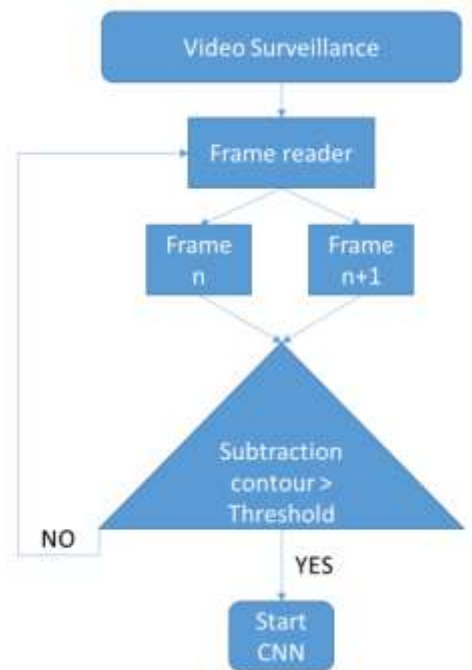 Video Surveillance
Frame reader
Frame
n
Frame
n+1
Subtraction
contour >
Threshold
NO
YES
Start
CNN